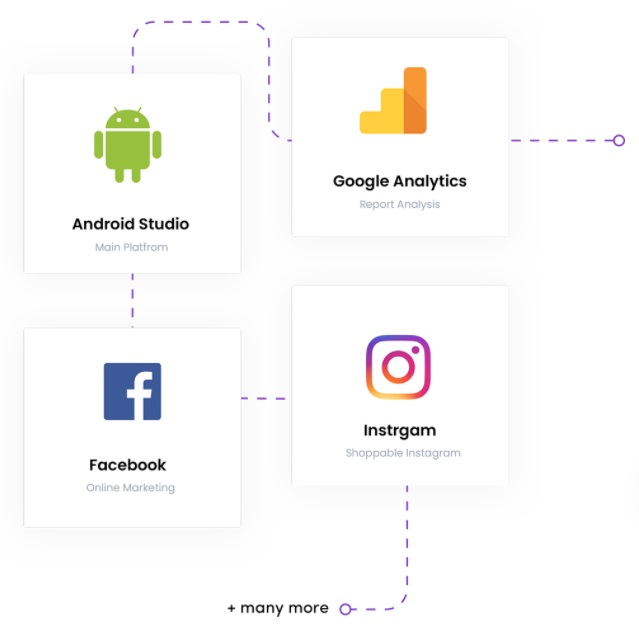 Android Studio
Main Platfrom
Google Analytics
Report Analysis
Facebook
Online Marketing
Instrgam
Shoppable Instagram
+ many more